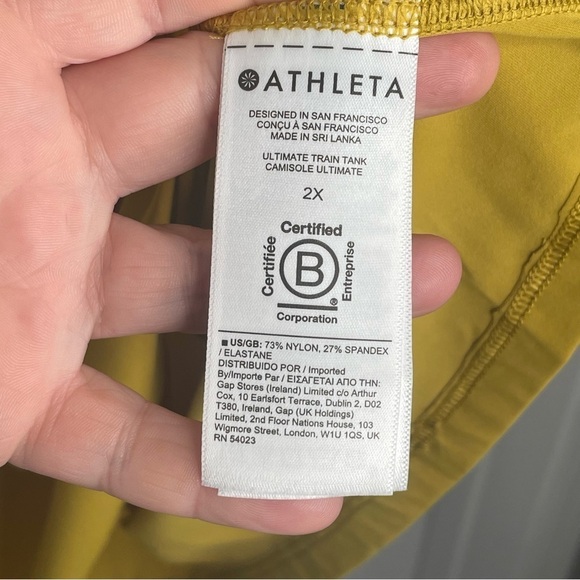 ATHLETA
DESIGNED IN SAN FRANCISCO
CONÇU À SAN FRANCISCO
MADE IN SRI LANKA
ULTIMATE TRAIN TANK
CAMISOLE ULTIMATE
2X
Certified
Certifiée
B
Entreprise
®
Corporation
■ US/GB: 73% NYLON, 27% SPANDEX
/ ELASTANE
DISTRIBUIDO POR / Imported
By/Importe Par / ΕΙΣΑΓΕΤΑΙ ΑΠΟ ΤΗΝ:
Gap Stores (Ireland) Limited c/o Arthur
Cox, 10 Earlsfort Terrace, Dublin 2, D02
T380, Ireland, Gap (UK Holdings)
Limited, 2nd Floor Nations House, 103
Wigmore Street, London, W1U 1QS, UK
RN 54023